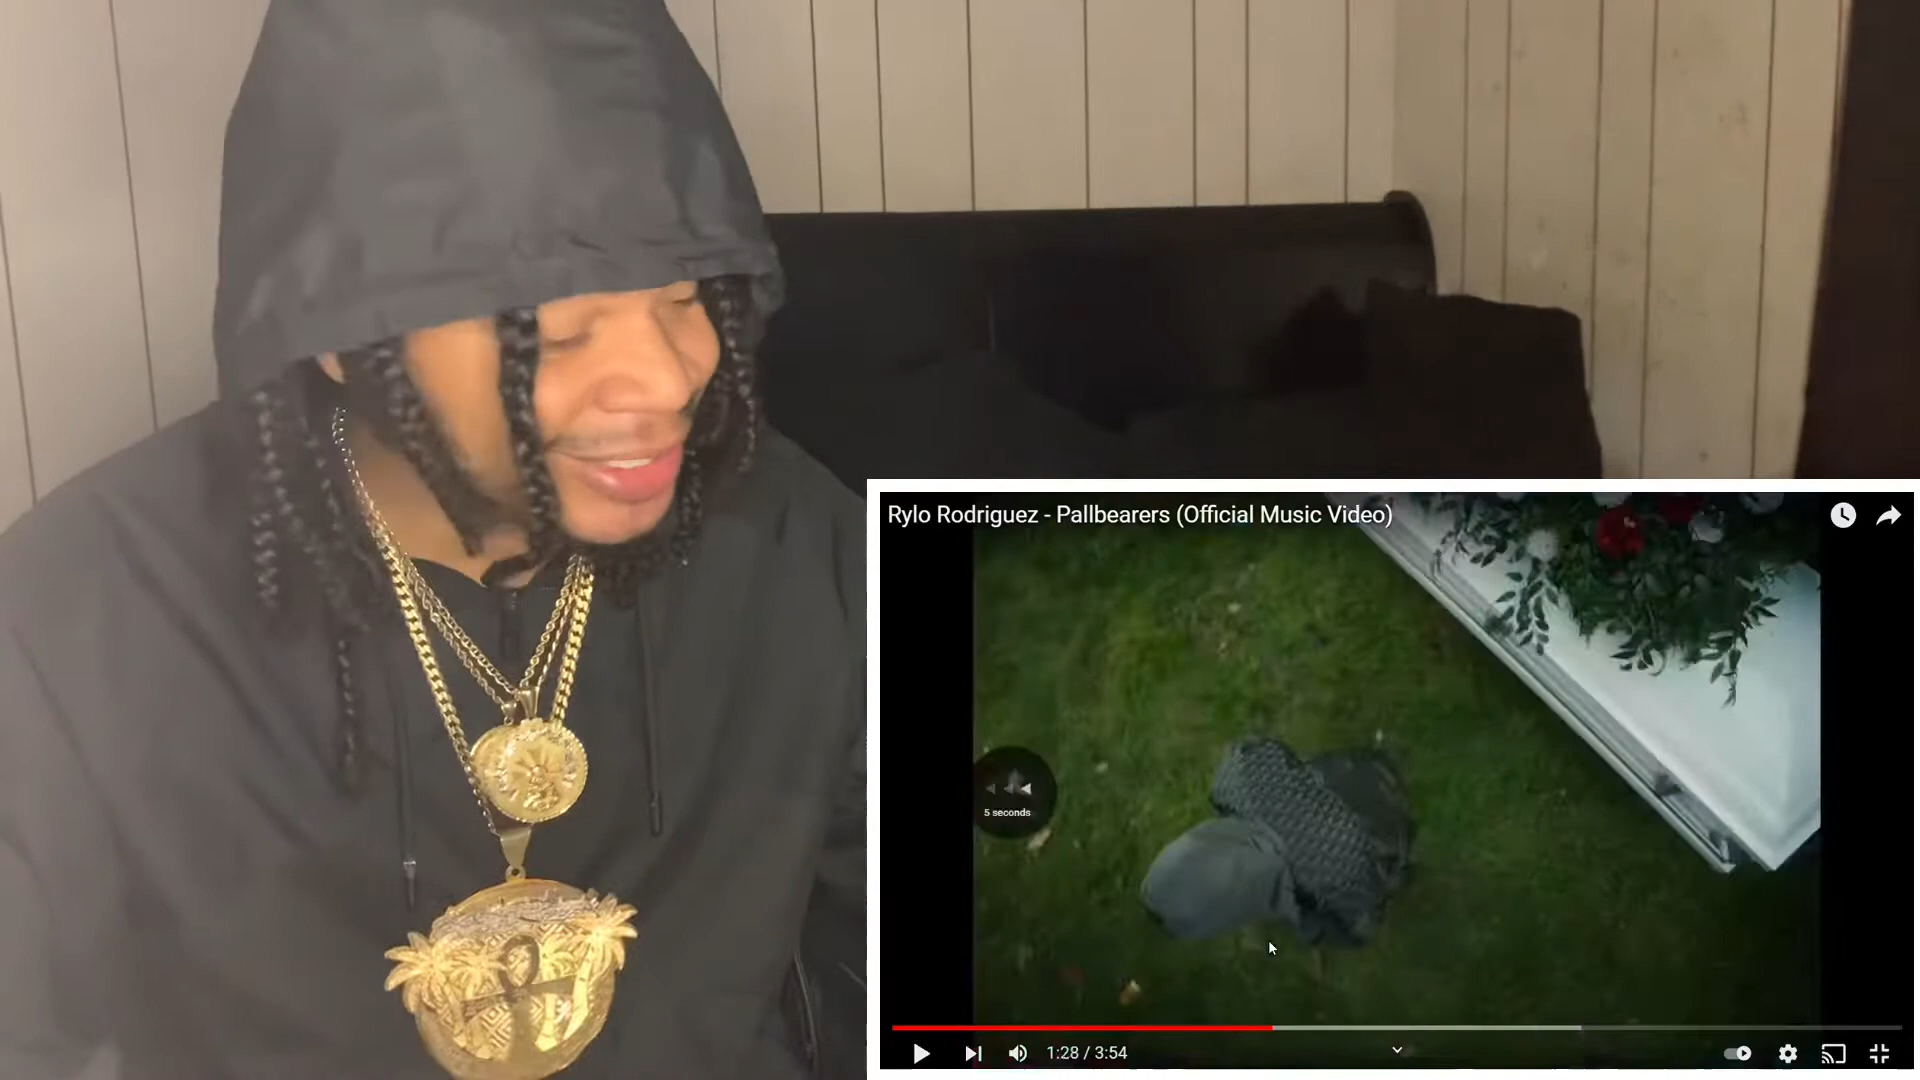 Rylo Rodriguez - Pallbearers (Official Music Video)
5 seconds
1:28 / 3:54